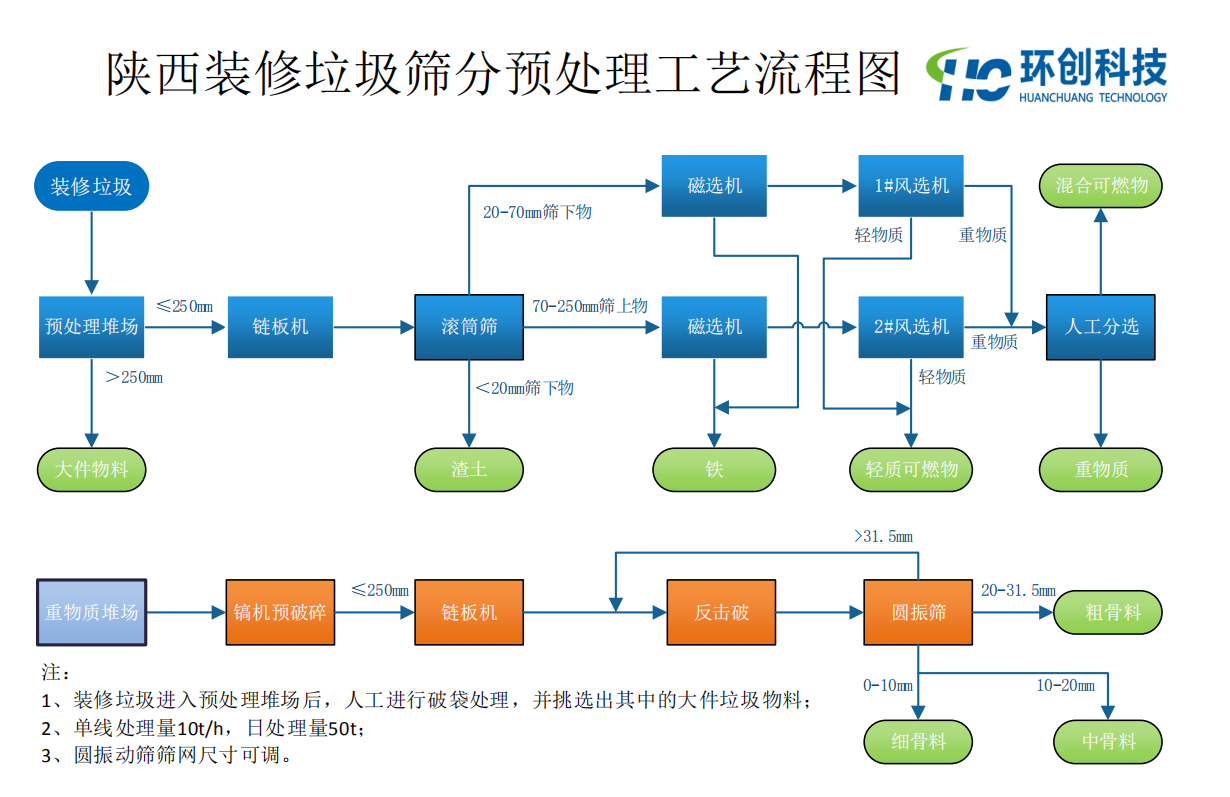 陕西装修垃圾筛分预处理工艺流程图
环创科技
HUANCHUANG TECHNOLOGY
装修垃圾
磁选机
1#风选机
混合可燃物
20-70mm筛下物
轻物质
重物质
≤250mm
70-250mm筛上物
预处理堆场
链板机
滚筒筛
磁选机
2#风选机
人工分选
重物质
>250mm
<20mm筛下物
轻物质
大件物料
渣土
铁
轻质可燃物
重物质
>31.5mm
≤250mm
20-31.5mm
重物质堆场
镐机预破碎
链板机
反击破
圆振筛
粗骨料
0-10mm
10-20mm
细骨料
中骨料
注：
1、装修垃圾进入预处理堆场后，人工进行破袋处理，并挑选出其中的大件垃圾物料；
2、单线处理量10t/h，日处理量50t；
3、圆振动筛筛网尺寸可调。